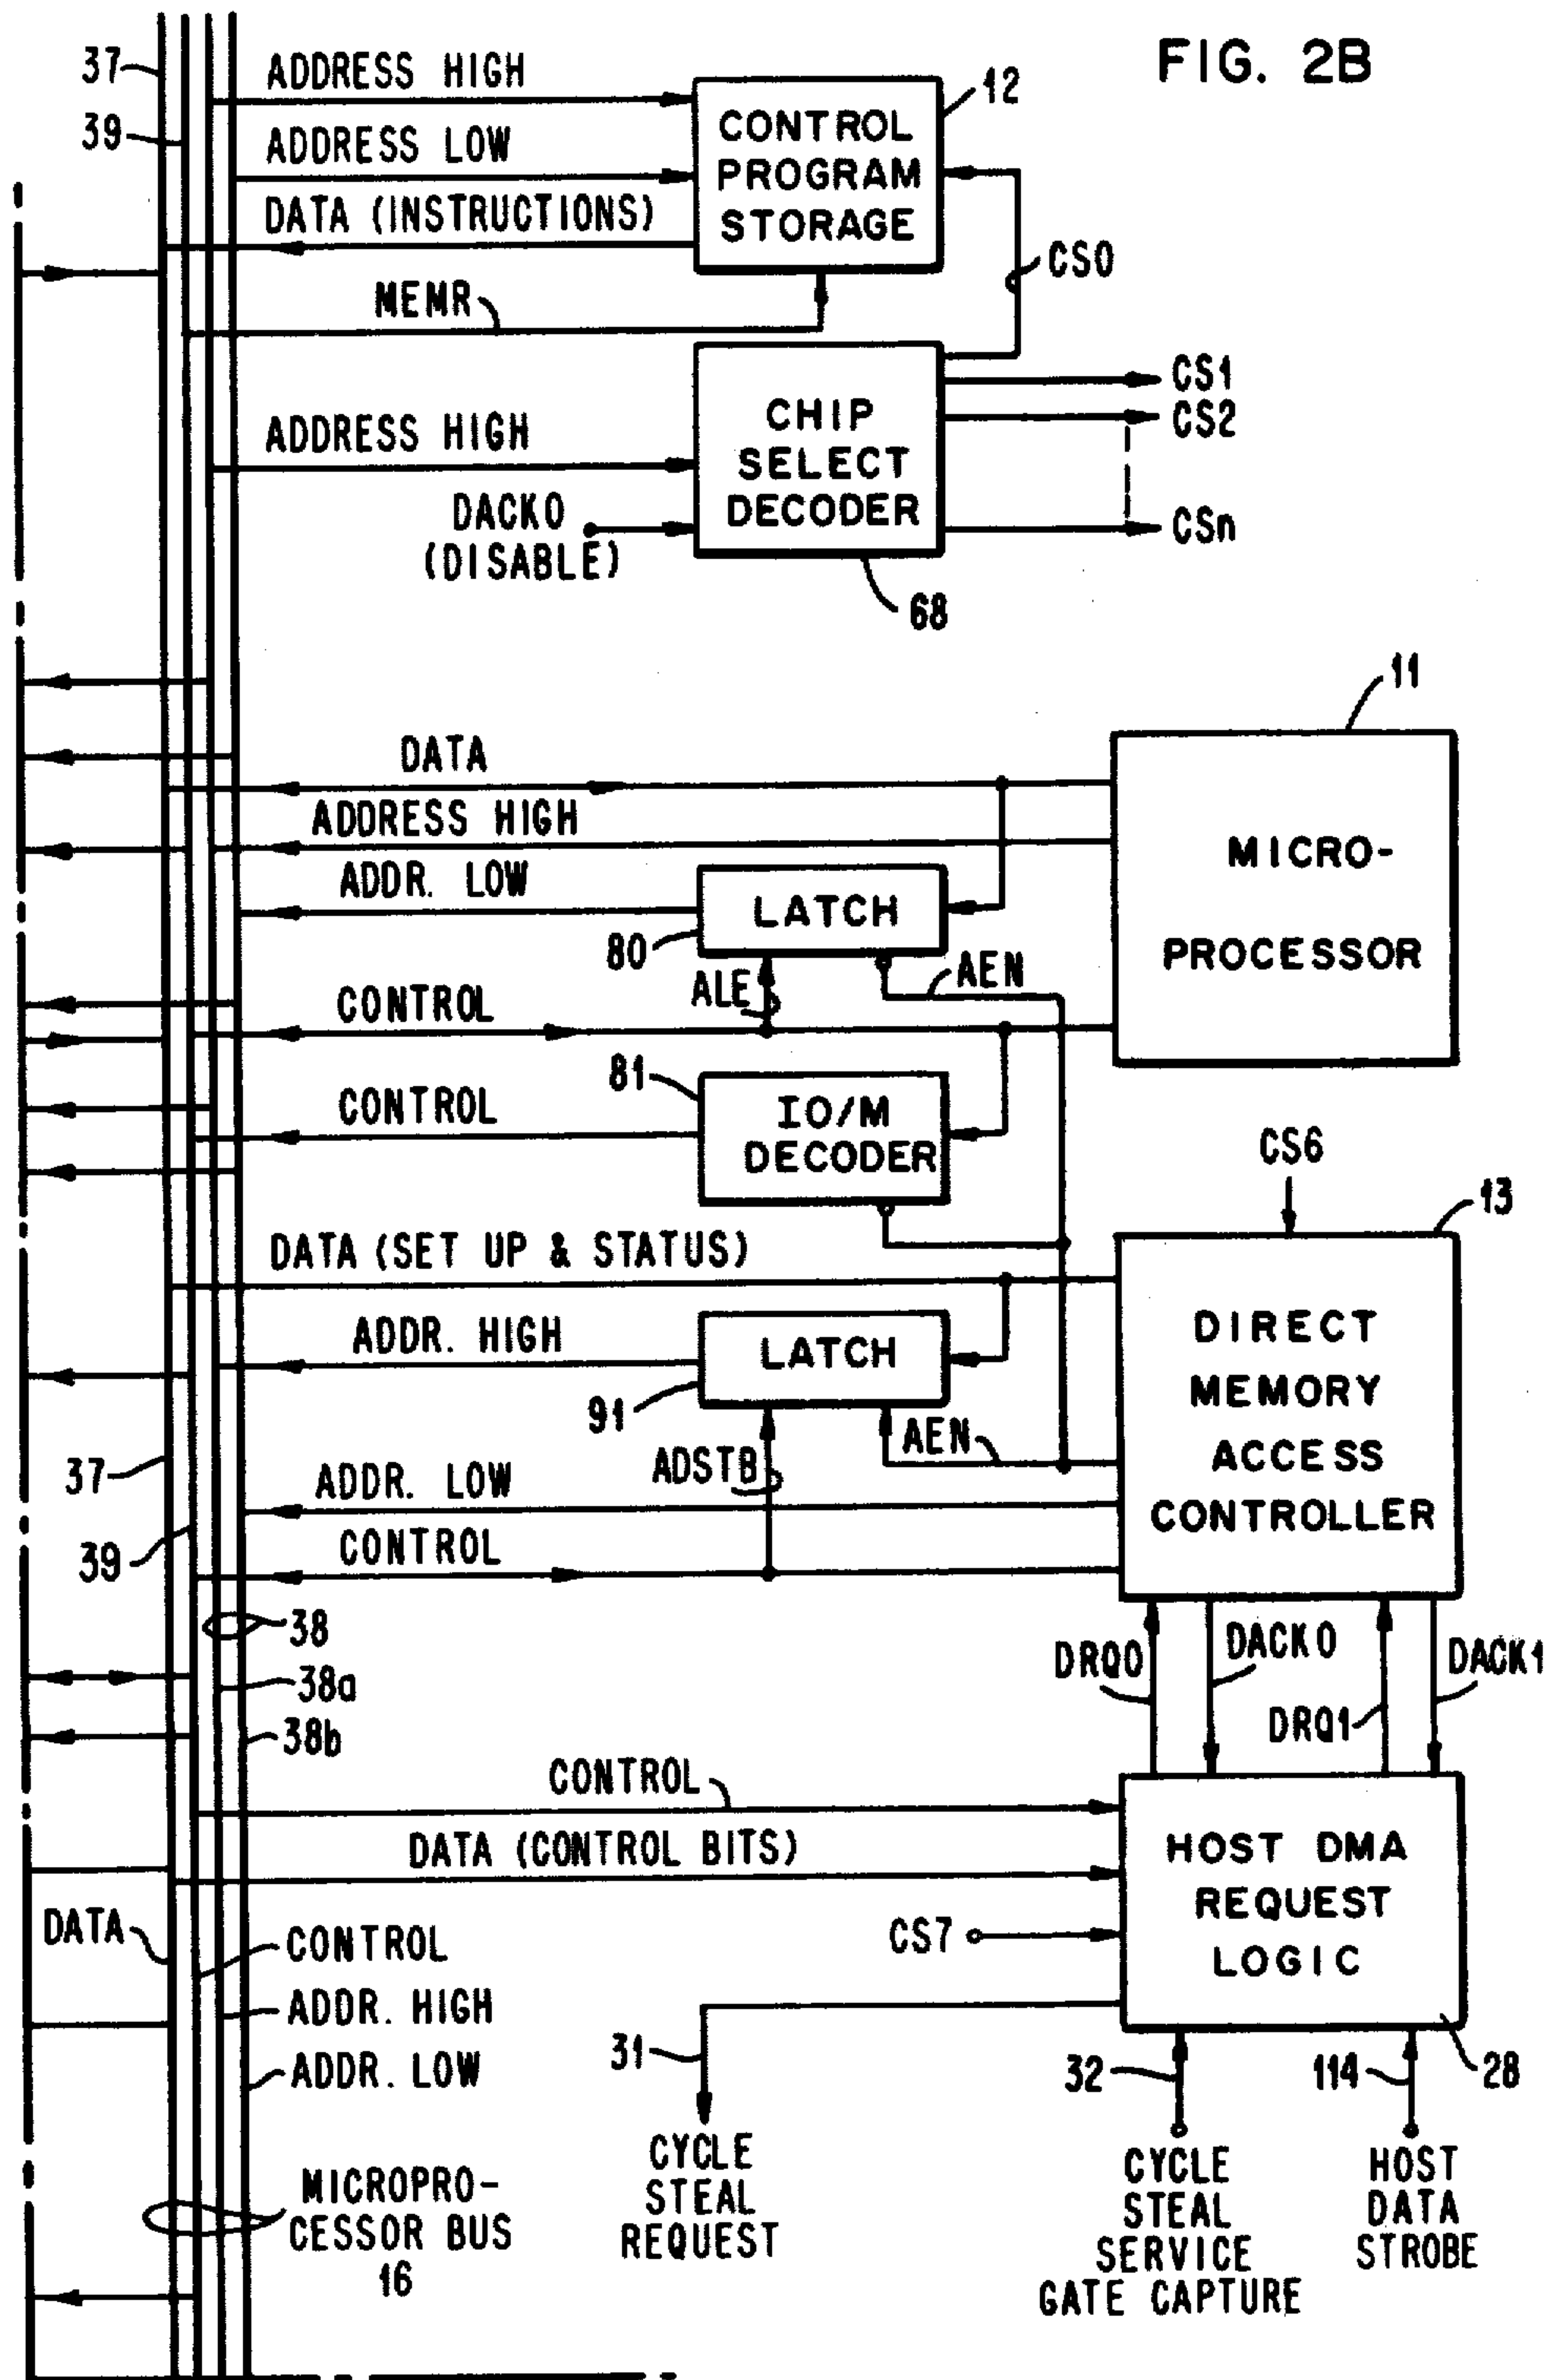 FIG. 2B
37
ADDRESS HIGH
12
39
ADDRESS LOW
CONTROL
PROGRAM
STORAGE
DATA (INSTRUCTIONS)
CS0
MEMR
CS1
CS2
CHIP
SELECT
DECODER
ADDRESS HIGH
DACK0
(DISABLE)
CSn
68
11
DATA
ADDRESS HIGH
MICRO-
PROCESSOR
ADDR. LOW
LATCH
80
ALE
AEN
CONTROL
81
CONTROL
IO/M
DECODER
CS6
13
DATA (SET UP & STATUS)
ADDR. HIGH
LATCH
91
DIRECT
MEMORY
ACCESS
CONTROLLER
AEN
ADSTB
37
ADDR. LOW
39
CONTROL
38
38a
38b
DRQ0
DACK0
DRQ1
DACK1
CONTROL
DATA (CONTROL BITS)
HOST DMA
REQUEST
LOGIC
CS7
DATA
CONTROL
ADDR. HIGH
ADDR. LOW
31
32
114
28
CYCLE
STEAL
REQUEST
CYCLE
STEAL
SERVICE
GATE CAPTURE
HOST
DATA
STROBE
MICROPRO-
CESSOR BUS
16